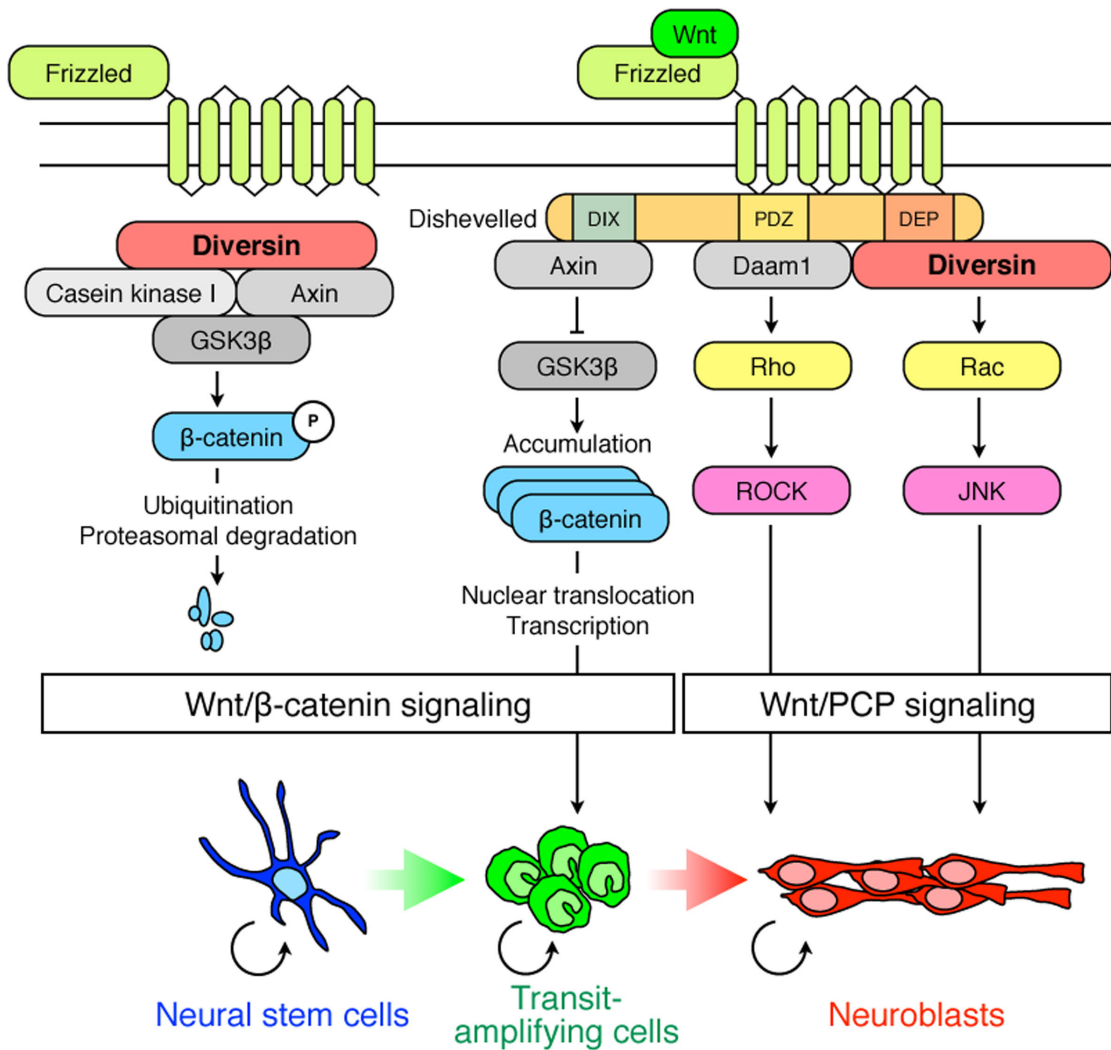 Wnt
Frizzled
Frizzled
Dishevelled
DIX
PDZ
DEP
Diversin
Casein kinase I
Axin
GSK3β
β-catenin
P
Ubiquitination
Proteasomal degradation
Axin
Daam1
Diversin
GSK3β
Rho
Rac
Accumulation
β-catenin
ROCK
JNK
Nuclear translocation
Transcription
Wnt/β-catenin signaling
Wnt/PCP signaling
Neural stem cells
Transit-
amplifying cells
Neuroblasts